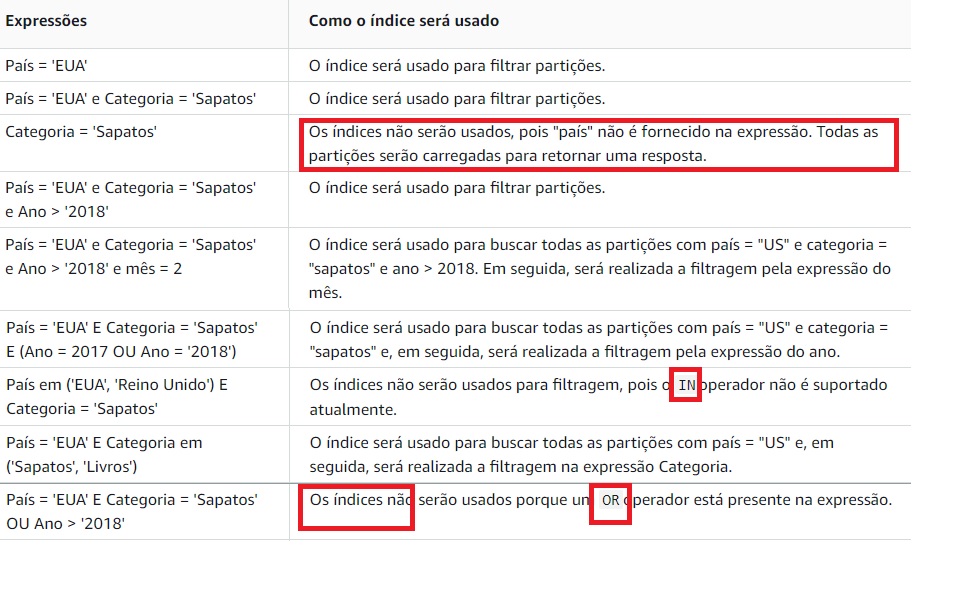 Expressões
Como o índice será usado
País = 'EUA'
O índice será usado para filtrar partições.
País = 'EUA' e Categoria = 'Sapatos'
O índice será usado para filtrar partições.
Categoria = 'Sapatos'
Os índices não serão usados, pois "país" não é fornecido na expressão. Todas as
partições serão carregadas para retornar uma resposta.
País = 'EUA' e Categoria = 'Sapatos'
e Ano > '2018'
O índice será usado para filtrar partições.
País = 'EUA' e Categoria = 'Sapatos'
e Ano > '2018' e mês = 2
O índice será usado para buscar todas as partições com país = "US" e categoria =
"sapatos" e ano > 2018. Em seguida, será realizada a filtragem pela expressão do
mês.
País = 'EUA' E Categoria = 'Sapatos'
E (Ano = 2017 OU Ano = '2018')
O índice será usado para buscar todas as partições com país = "US" e categoria =
"sapatos" e, em seguida, será realizada a filtragem pela expressão do ano.
País em ('EUA', 'Reino Unido') E
Categoria = 'Sapatos'
Os índices não serão usados para filtragem, pois o IN operador não é suportado
atualmente.
País = 'EUA' E Categoria em
('Sapatos', 'Livros')
O índice será usado para buscar todas as partições com país = "US" e, em
seguida, será realizada a filtragem na expressão Categoria.
País = 'EUA' E Categoria = 'Sapatos'
OU Ano > '2018'
Os índices não serão usados porque um OR operador está presente na expressão.